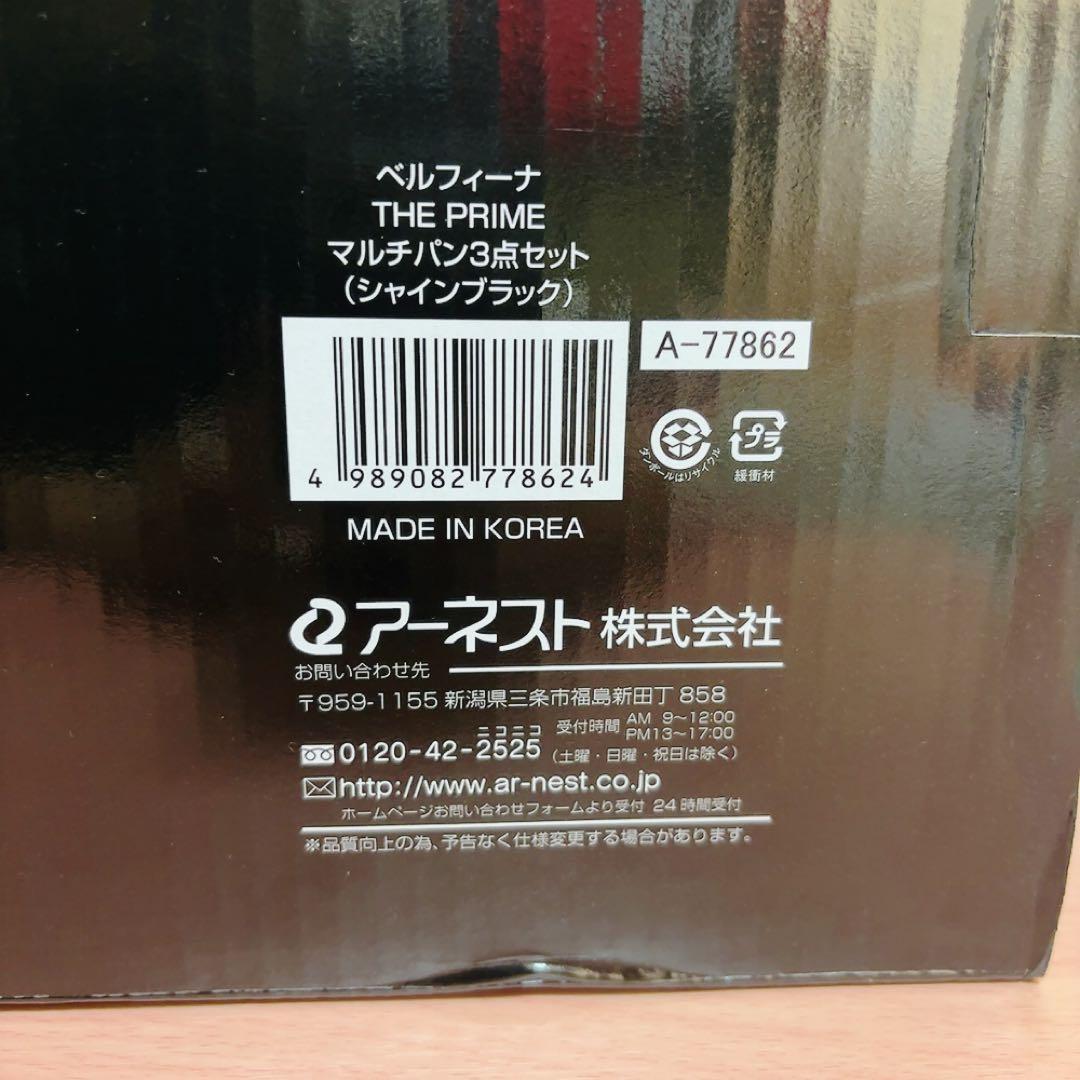 ベルフィーナ
THE PRIME
マルチパン3点セット
（シャインブラック）
A-77862
4 989082 778624
ダンボールはリサイクル
プラ
緩衝材
MADE IN KOREA
アーネスト 株式会社
お問い合わせ先
〒959-1155 新潟県三条市福島新田丁 858
ニコニコ
0120-42-2525 受付時間 AM 9〜12:00
PM13〜17:00
（土曜・日曜・祝日は除く）
http://www.ar-nest.co.jp
ホームページお問い合わせフォームより受付 24時間受付
※品質向上の為、予告なく仕様変更する場合があります。